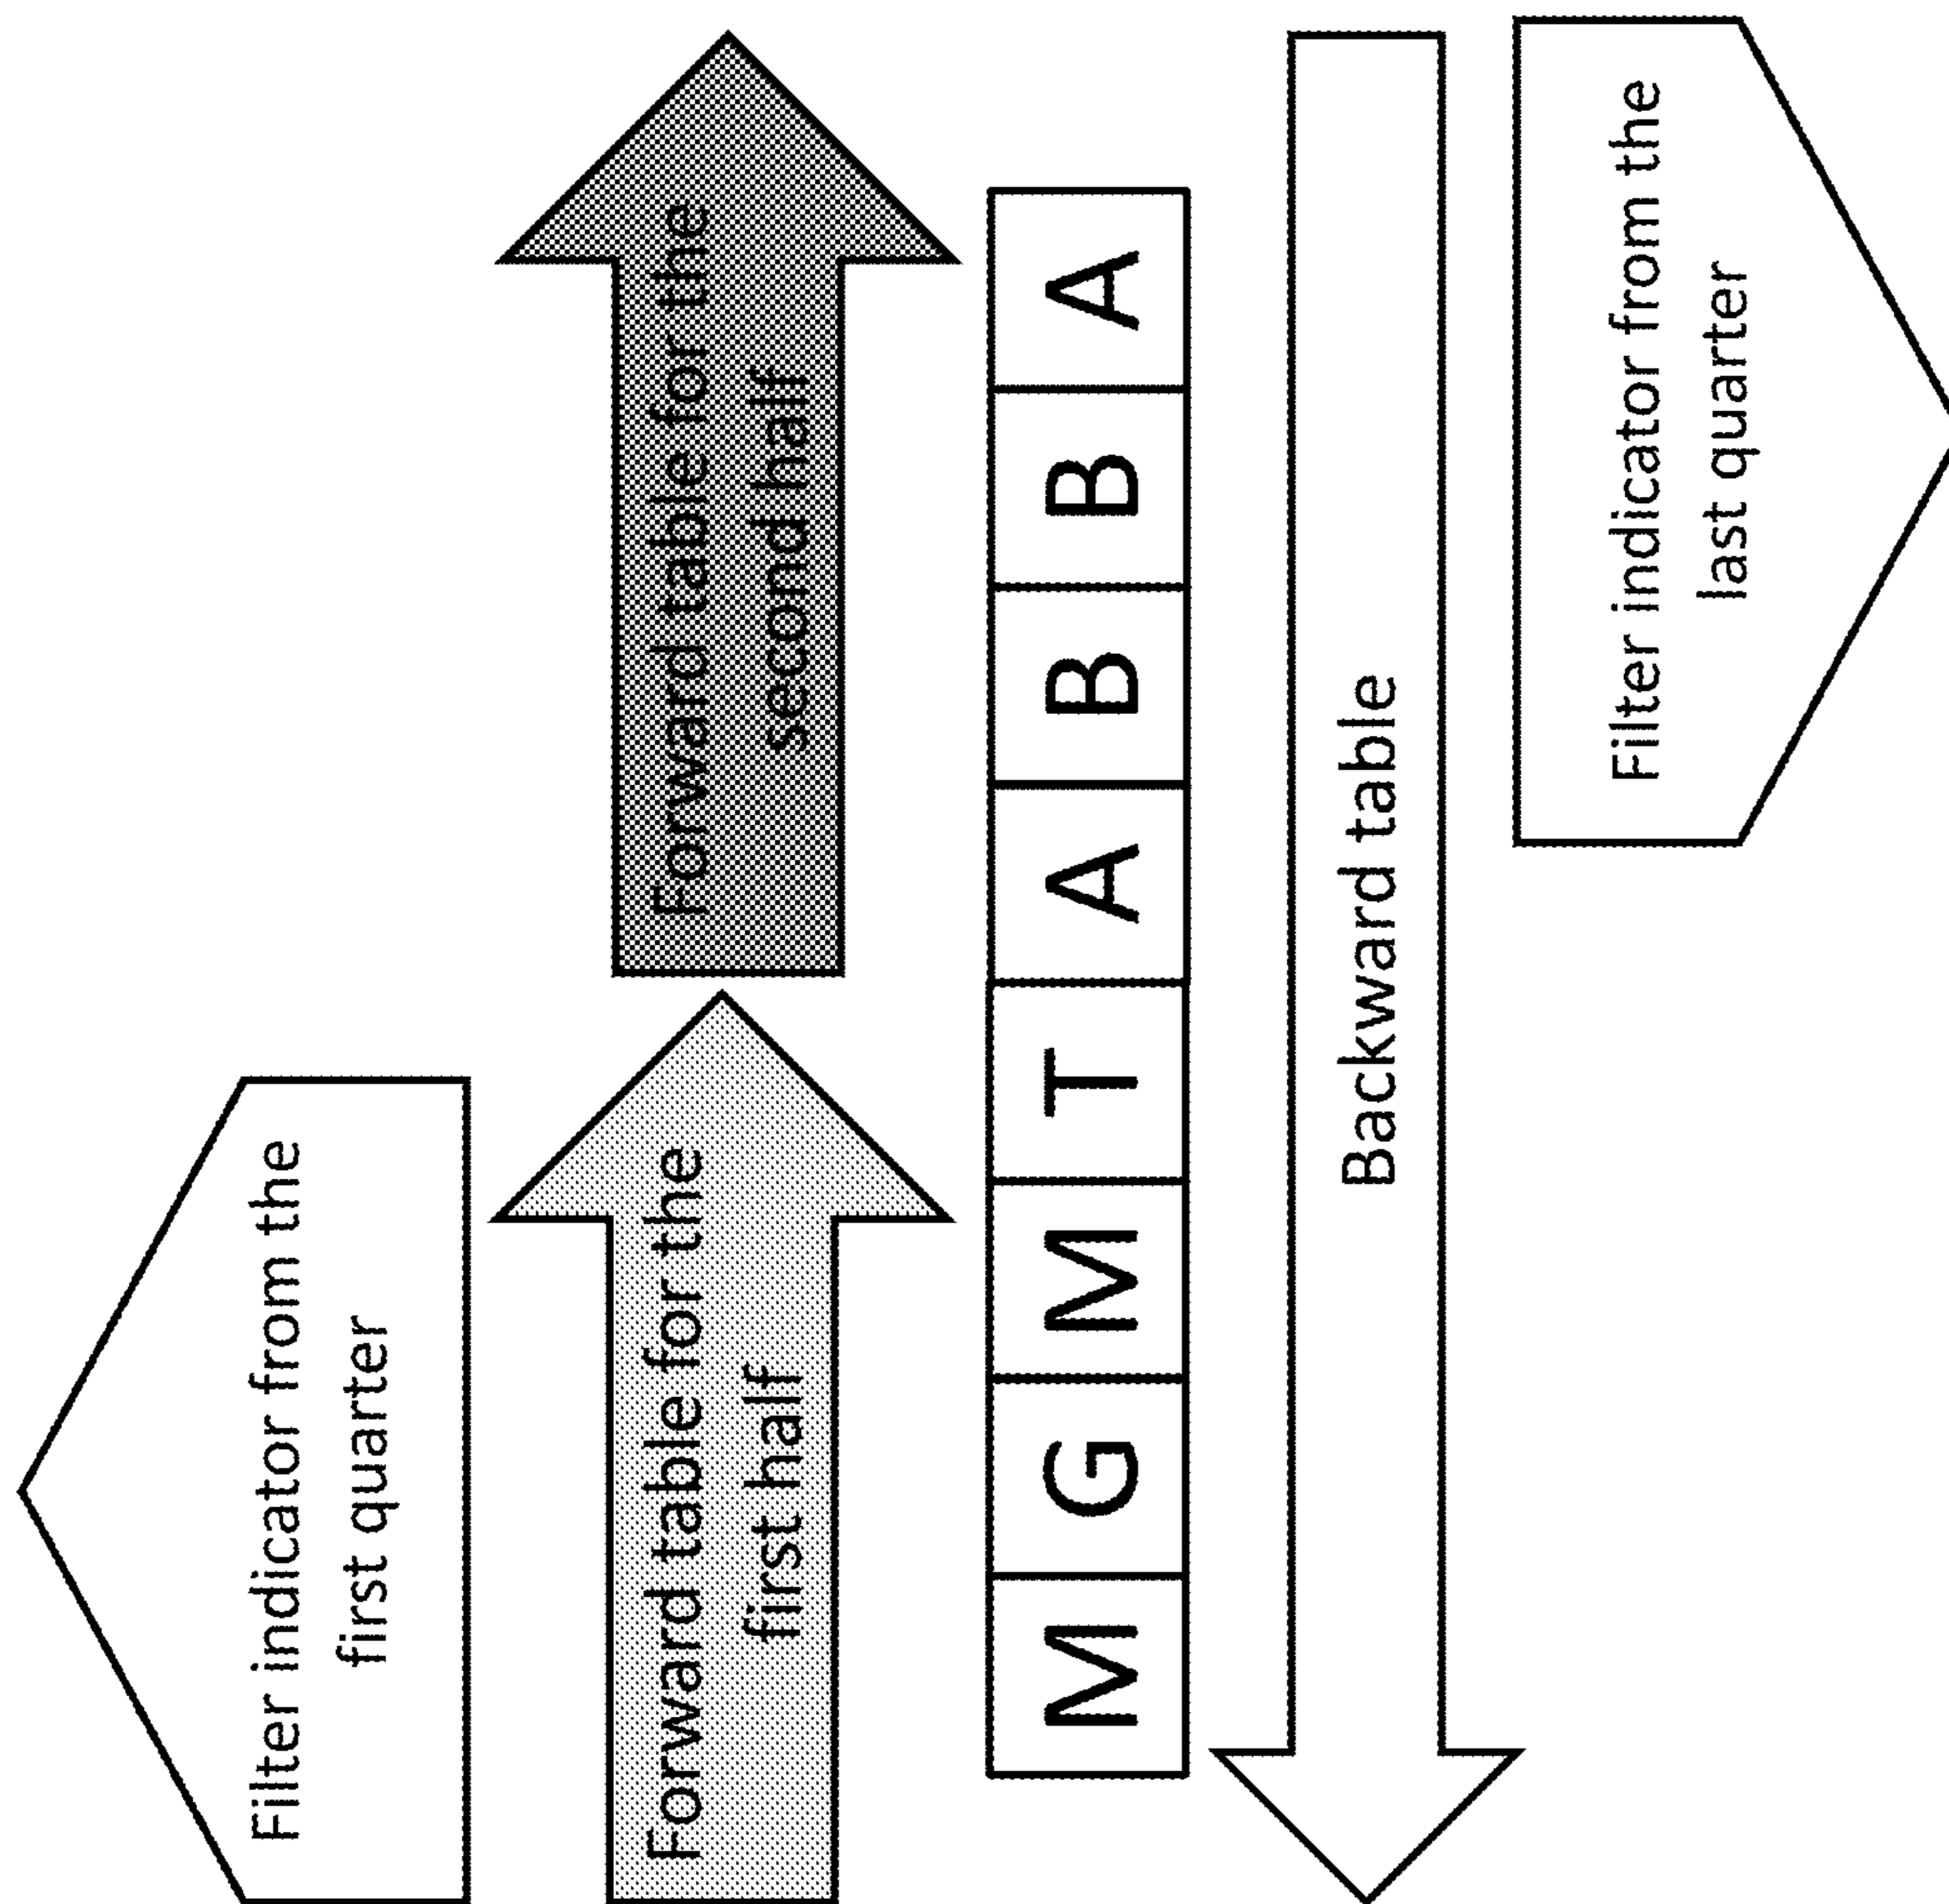 Filter indicator from the
first quarter
Forward table for the
first half
Forward table for the
second half
M G M T A B B A
Backward table
Filter indicator from the
last quarter